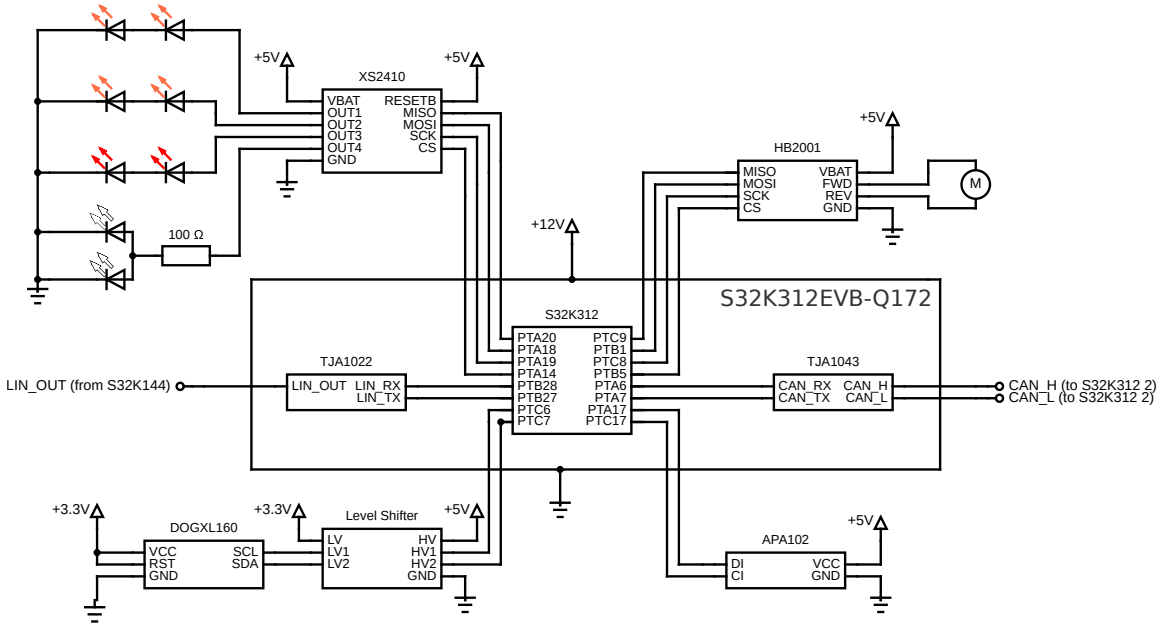 +5V
XS2410
+5V
VBAT RESETB
OUT1 MISO
OUT2 MOSI
OUT3 SCK
OUT4 CS
GND
+5V
HB2001
MISO VBAT
MOSI FWD
SCK REV
CS GND
M
100 Ω
+12V
S32K312EVB-Q172
S32K312
PTA20 PTC9
PTA18 PTB1
PTA19 PTC8
PTA14 PTB5
PTB28 PTA6
PTB27 PTA7
PTC6 PTA17
PTC7 PTC17
TJA1022
LIN_OUT LIN_RX
LIN_TX
LIN_OUT (from S32K144)
TJA1043
CAN_RX CAN_H
CAN_TX CAN_L
CAN_H (to S32K312 2)
CAN_L (to S32K312 2)
+3.3V
DOGXL160
VCC SCL
RST SDA
GND
+3.3V
Level Shifter
+5V
LV HV
LV1 HV1
LV2 HV2
GND
APA102
+5V
DI VCC
CI GND